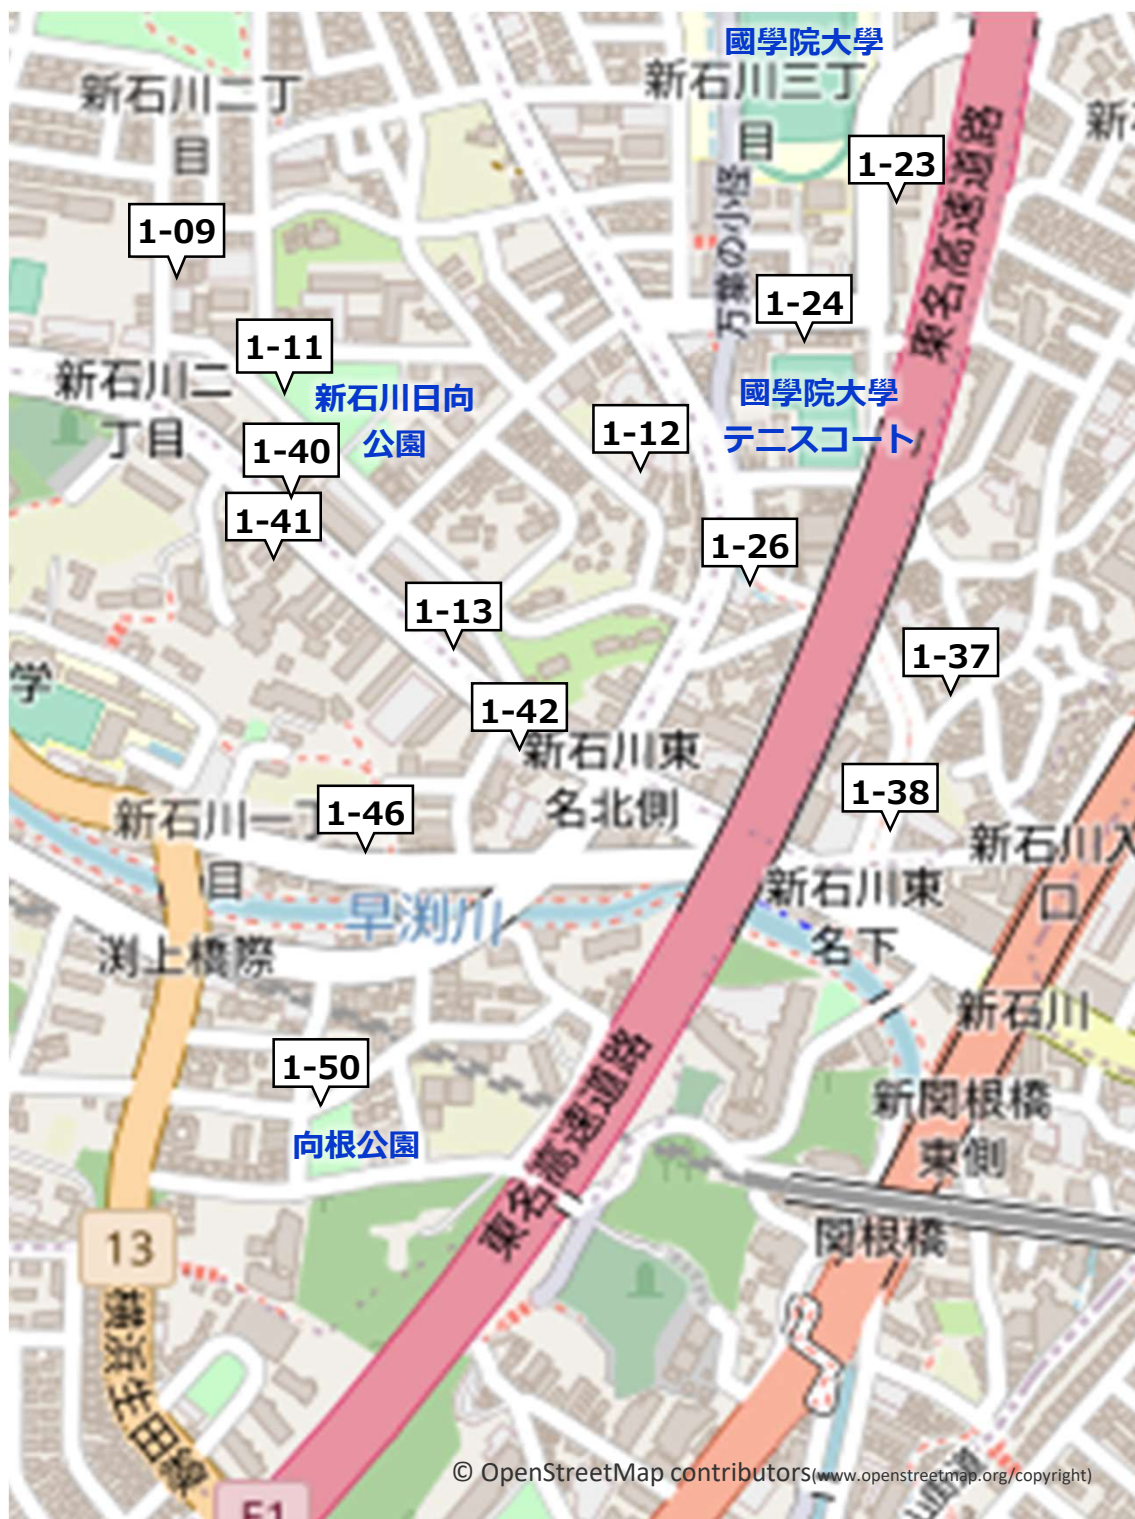 國學院大學
新石川二丁
目
新石川三丁
目
新
1-23
東名高速道路
1-09
万葉の小径
1-24
1-11
新石川日向
公園
新石川二
丁目
國學院大學
テニスコート
1-12
1-40
1-41
1-26
1-13
1-37
学
1-42
新石川東
名北側
1-46
1-38
新石川一丁
目
新石川入
口
早渕川
新石川東
名下
渕上橋際
新石川
1-50
向根公園
東名高速道路
新関根橋
東側
関根橋
13
横浜生田線
E1
© OpenStreetMap contributors(www.openstreetmap.org/copyright)